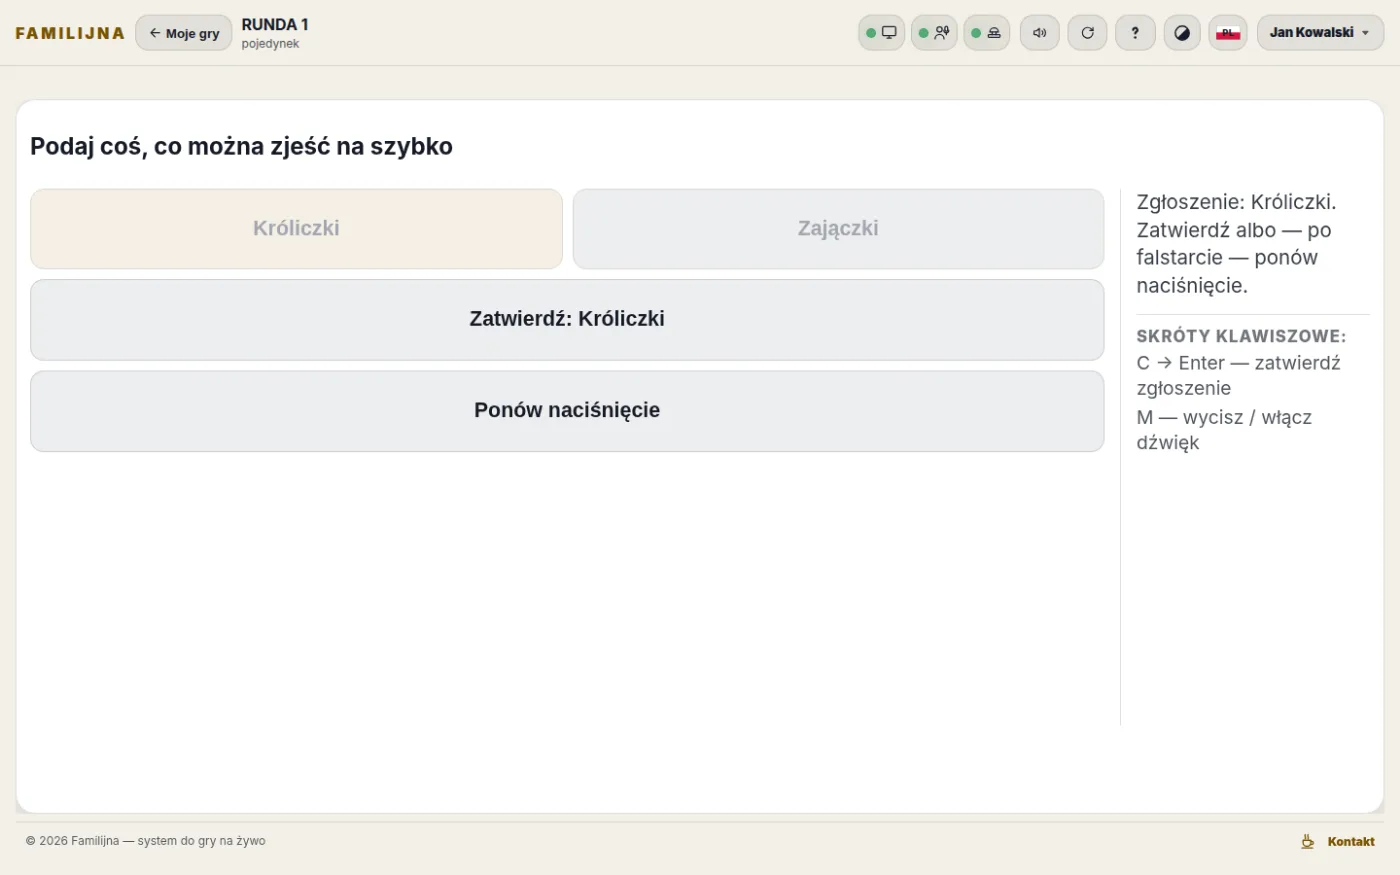 FAMILIJNA
← Moje gry
RUNDA 1
pojedynek
?
PL
Jan Kowalski
Podaj coś, co można zjeść na szybko
Króliczki
Zajączki
Zatwierdź: Króliczki
Ponów naciśnięcie
Zgłoszenie: Króliczki.
Zatwierdź albo — po
falstarcie — ponów
naciśnięcie.
SKRÓTY KLAWISZOWE:
C → Enter — zatwierdź
zgłoszenie
M — wycisz / włącz
dźwięk
© 2026 Familijna — system do gry na żywo
Kontakt